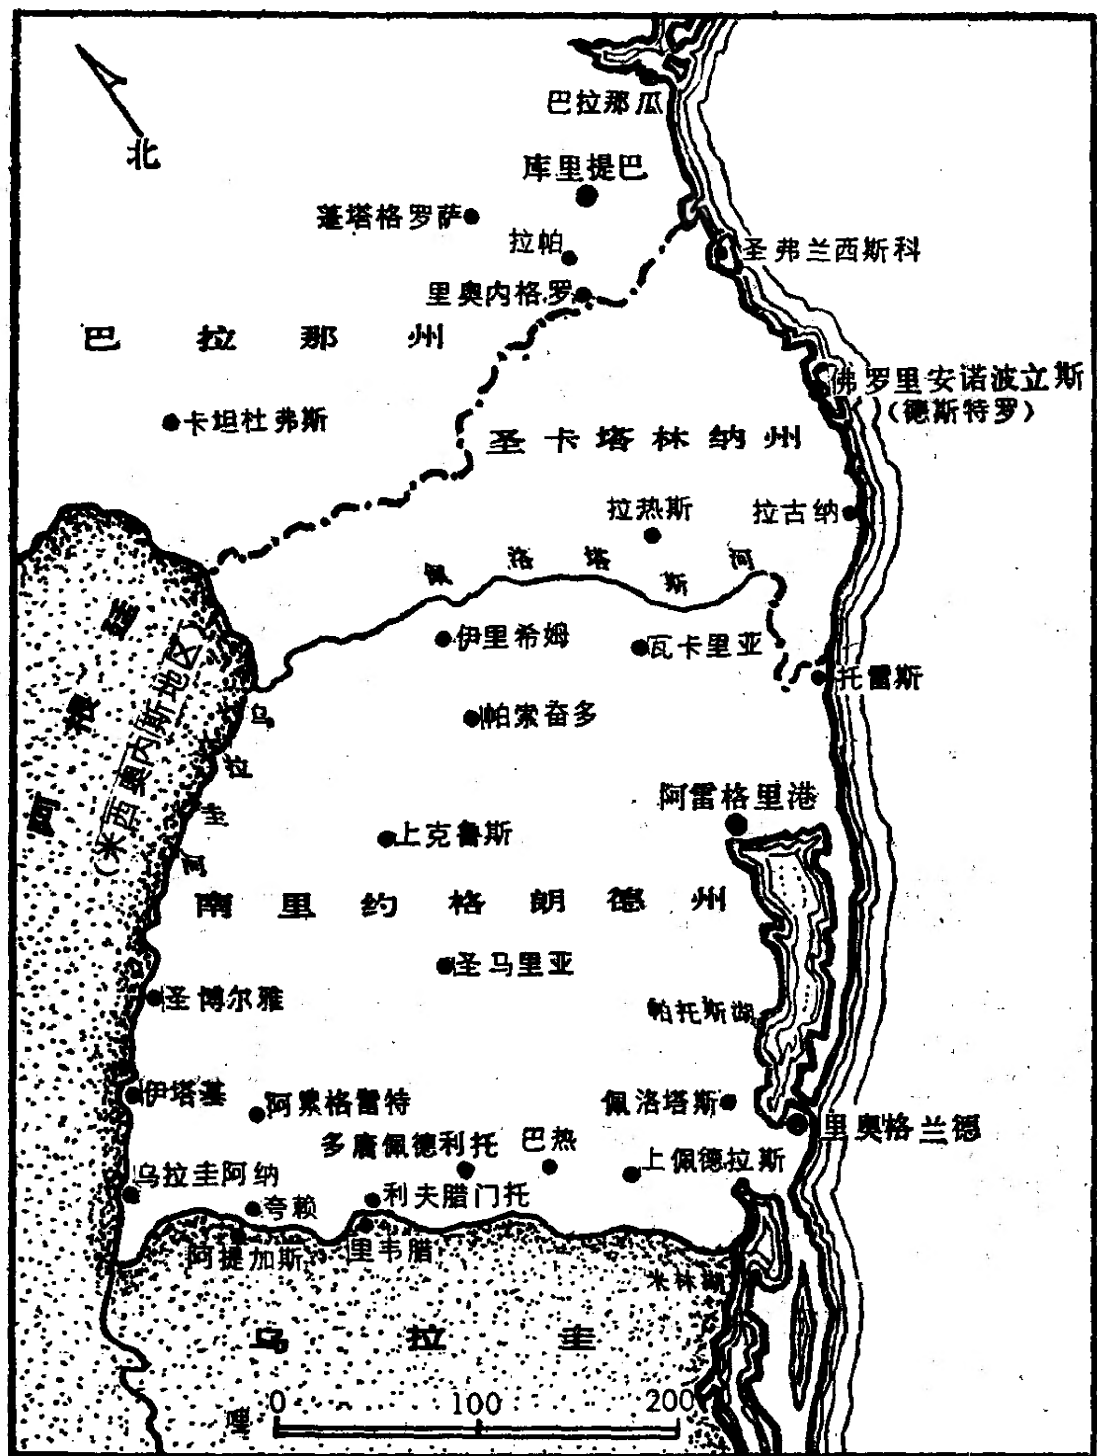 巴拉那瓜
北
库里提巴
蓬塔格罗萨
拉帕
圣弗兰西斯科
里奥内格罗
巴拉那州
佛罗里安诺波立斯
（德斯特罗）
卡坦杜弗斯
圣卡塔林纳州
拉热斯
拉古纳
佩洛塔斯河
伊里希姆
瓦卡里亚
托雷斯
阿根廷
（米西奥内斯地区）
乌拉圭河
帕索奋多
阿雷格里港
上克鲁斯
南里约格朗德州
圣马里亚
圣博尔雅
帕托斯湖
伊塔基
阿累格雷特
佩洛塔斯
里奥格兰德
多廪佩德利托
巴热
上佩德拉斯
乌拉圭阿纳
夸赖
利夫腊门托
阿提加斯
里韦腊
米林湖
乌拉圭
0 100 200
哩